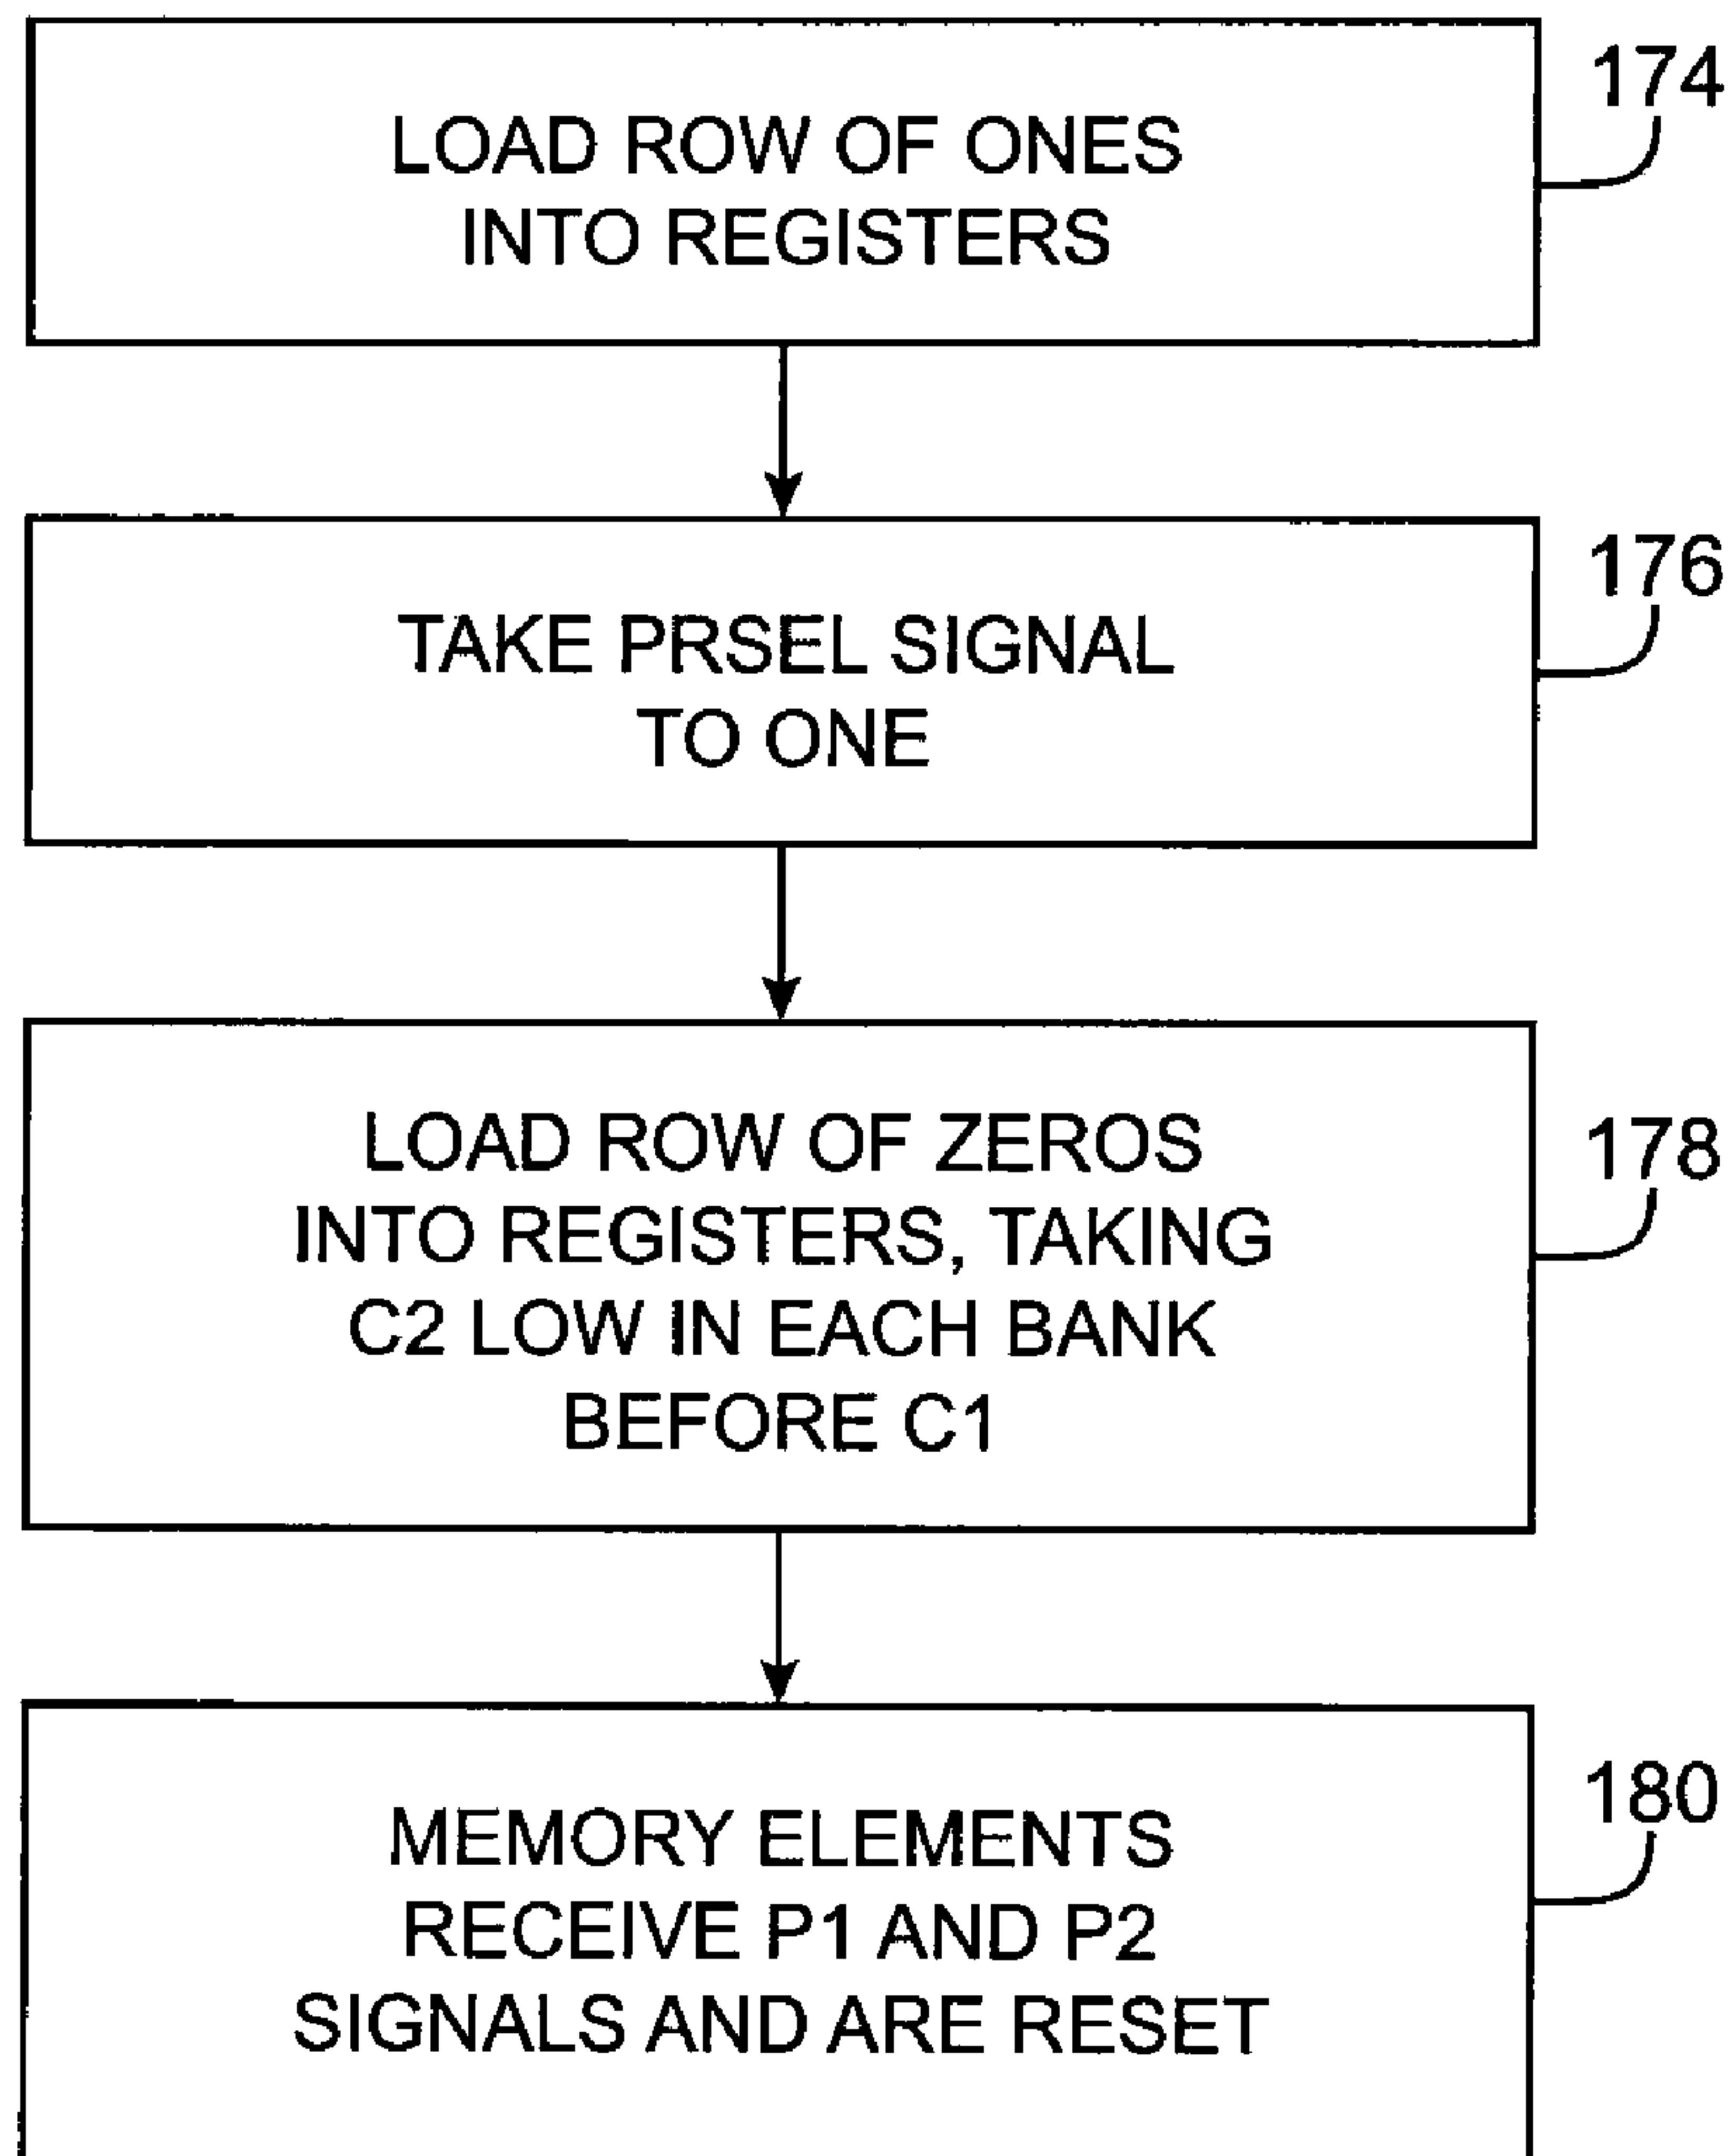 174
LOAD ROW OF ONES
INTO REGISTERS
176
TAKE PRSEL SIGNAL
TO ONE
178
LOAD ROW OF ZEROS
INTO REGISTERS, TAKING
C2 LOW IN EACH BANK
BEFORE C1
180
MEMORY ELEMENTS
RECEIVE P1 AND P2
SIGNALS AND ARE RESET